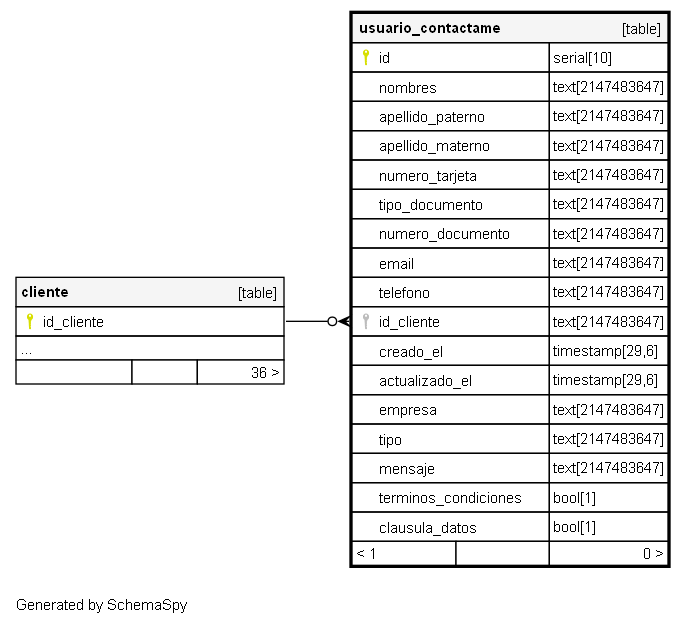 usuario_contactame [table]
id serial[10]
nombres text[2147483647]
apellido_paterno text[2147483647]
apellido_materno text[2147483647]
numero_tarjeta text[2147483647]
tipo_documento text[2147483647]
numero_documento text[2147483647]
email text[2147483647]
telefono text[2147483647]
id_cliente text[2147483647]
creado_el timestamp[29,6]
actualizado_el timestamp[29,6]
empresa text[2147483647]
tipo text[2147483647]
mensaje text[2147483647]
terminos_condiciones bool[1]
clausula_datos bool[1]
< 1 0 >
cliente [table]
id_cliente
...
36 >
Generated by SchemaSpy